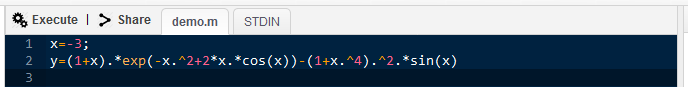 Execute | Share demo.m STDIN
1 x=-3;
2 y=(1+x).*exp(-x.^2+2*x.*cos(x))-(1+x.^4).^2.*sin(x)
3